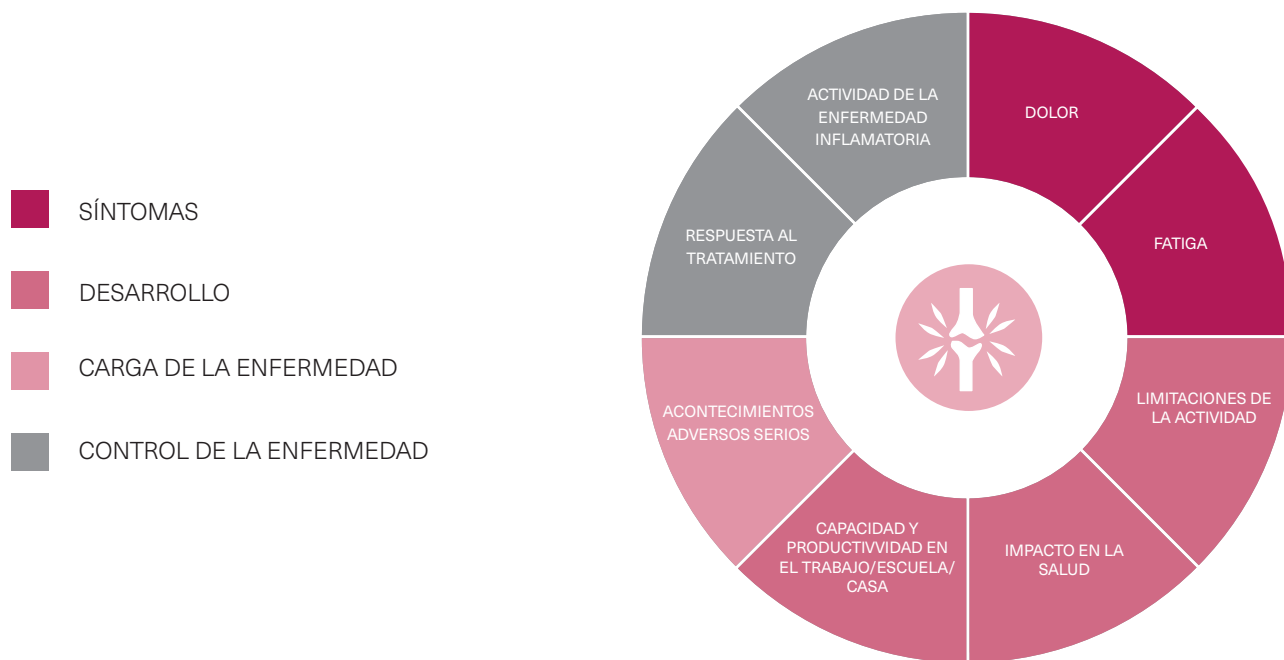 SÍNTOMAS
DESARROLLO
CARGA DE LA ENFERMEDAD
CONTROL DE LA ENFERMEDAD
ACTIVIDAD DE LA
ENFERMEDAD
INFLAMATORIA
DOLOR
RESPUESTA AL
TRATAMIENTO
FATIGA
ACONTECIMIENTOS
ADVERSOS SERIOS
LIMITACIONES DE
LA ACTIVIDAD
CAPACIDAD Y
PRODUCTIVVIDAD EN
EL TRABAJO/ESCUELA/
CASA
IMPACTO EN LA
SALUD